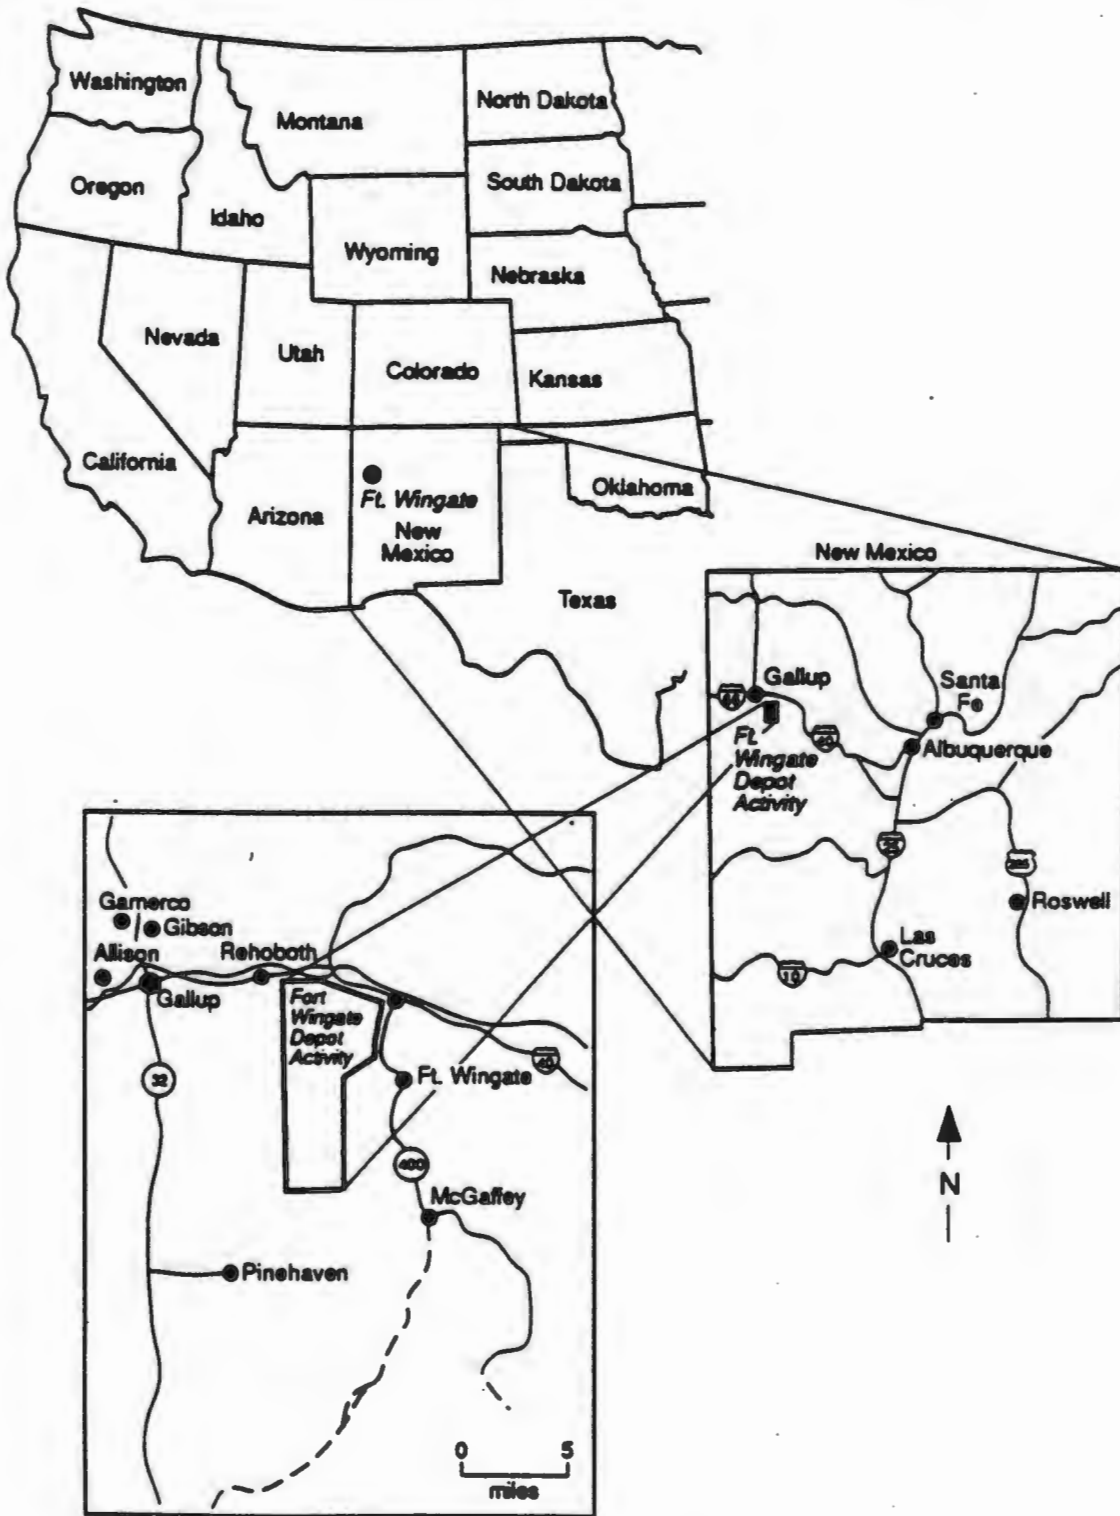 Washington
Montana
North Dakota
Oregon
Idaho
South Dakota
Wyoming
Nebraska
Nevada
Utah
Colorado
Kansas
California
Arizona
Ft. Wingate
New
Mexico
Oklahoma
Texas
New Mexico
Gallup
Santa
Fe
Ft.
Wingate
Depot
Activity
40
Albuquerque
25
Roswell
Las
Cruces
10
Gamerco
Gibson
Allison
Rehoboth
Gallup
Fort
Wingate
Depot
Activity
40
32
Ft. Wingate
400
McGaffey
Pinehaven
N
0 5
miles